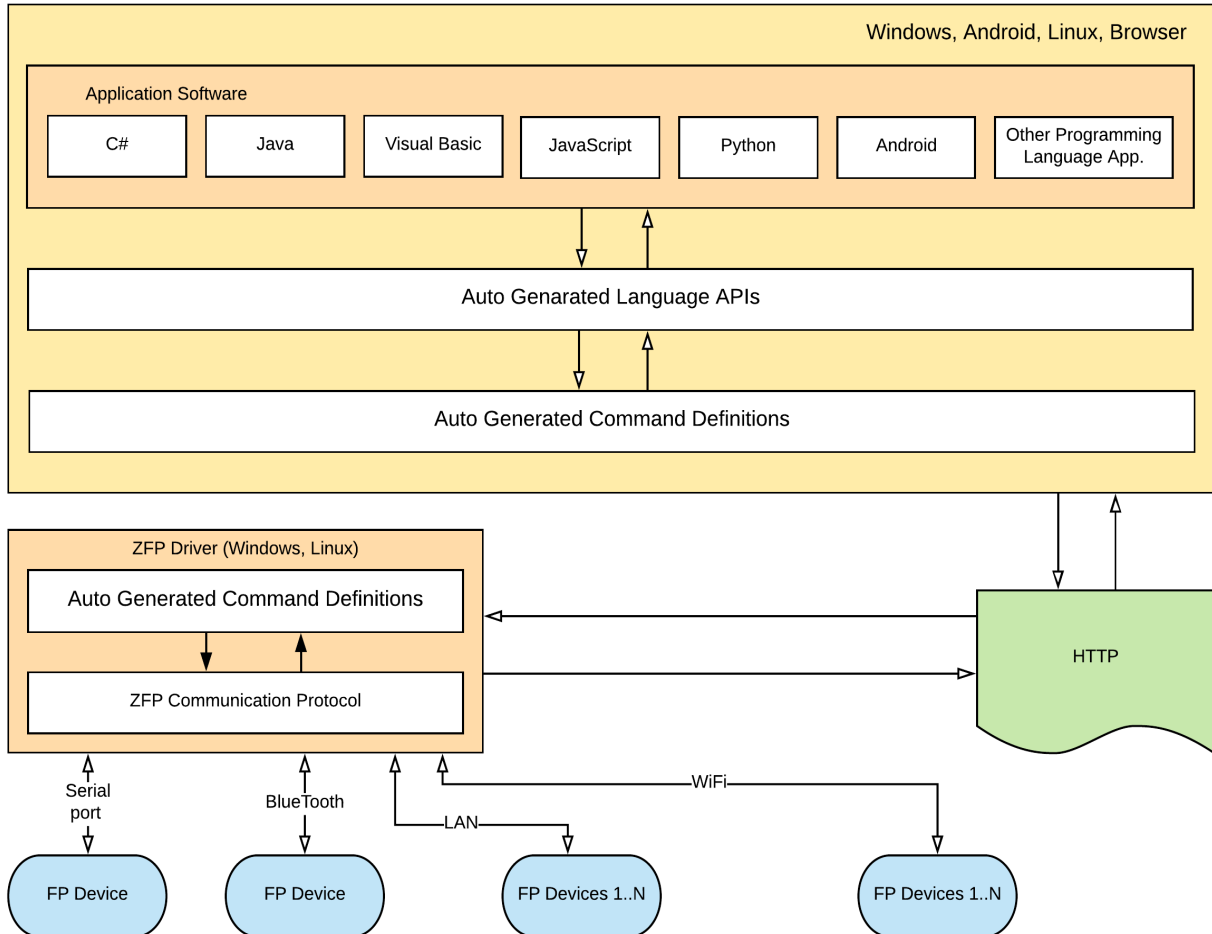 Windows, Android, Linux, Browser
Application Software
C#
Java
Visual Basic
JavaScript
Python
Android
Other Programming
Language App.
Auto Genarated Language APIs
Auto Generated Command Definitions
ZFP Driver (Windows, Linux)
Auto Generated Command Definitions
ZFP Communication Protocol
HTTP
Serial
port
BlueTooth
LAN
WiFi
FP Device
FP Device
FP Devices 1..N
FP Devices 1..N